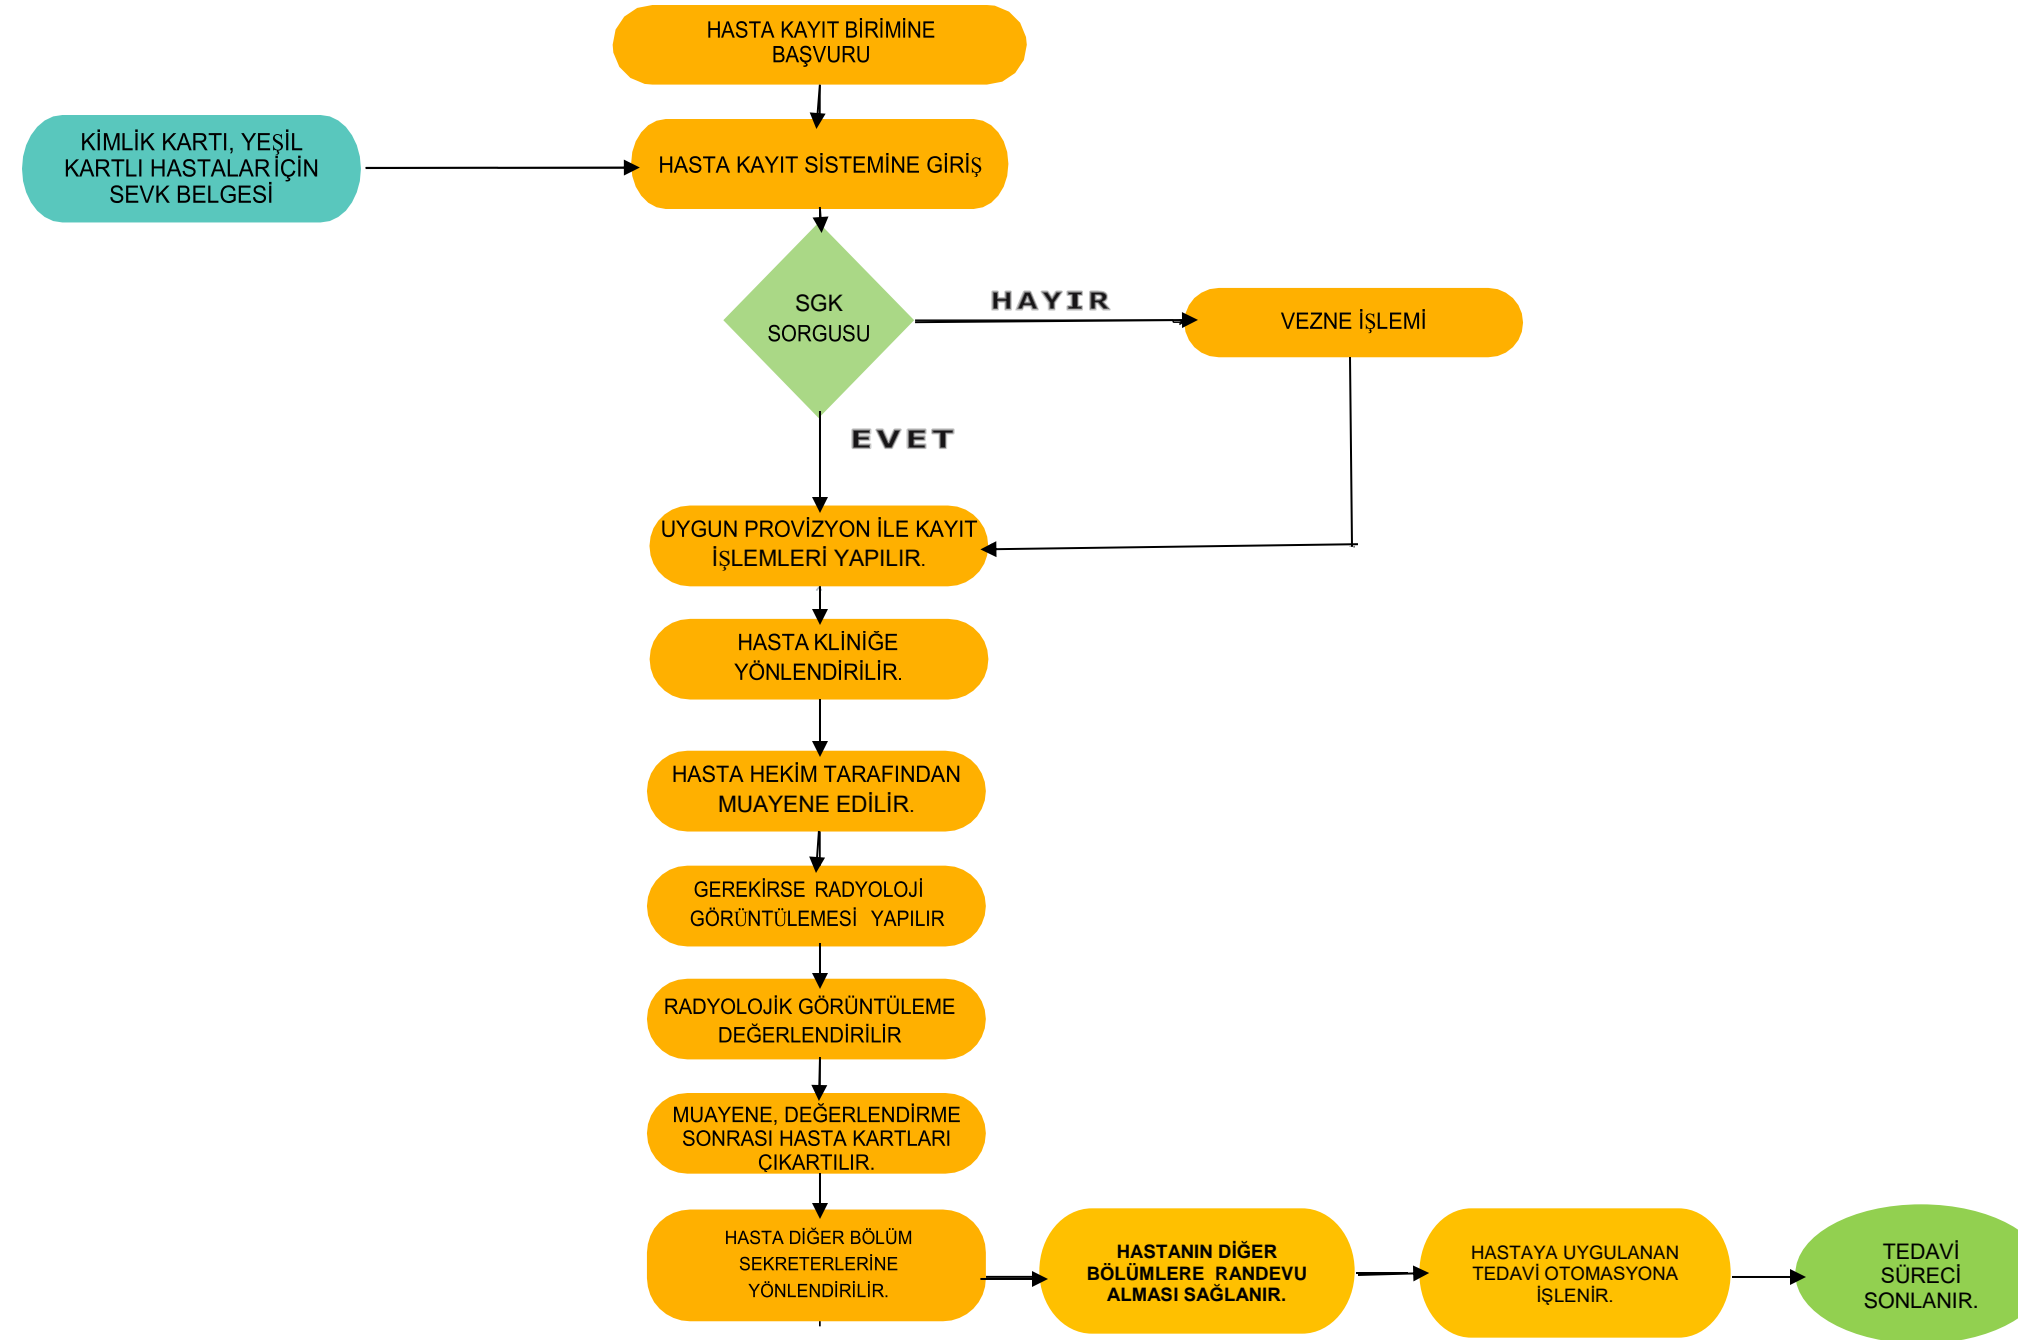 HASTA KAYIT BİRİMİNE
BAŞVURU
KİMLİK KARTI, YEŞİL
KARTLI HASTALAR İÇİN
SEVK BELGESİ
HASTA KAYIT SİSTEMİNE GİRİŞ
SGK
SORGUSU
HAYIR
VEZNE İŞLEMİ
EVET
UYGUN PROVİZYON İLE KAYIT
İŞLEMLERİ YAPILIR.
HASTA KLİNİĞE
YÖNLENDİRİLİR.
HASTA HEKİM TARAFINDAN
MUAYENE EDİLİR.
GEREKİRSE RADYOLOJİ
GÖRÜNTÜLEMESİ YAPILIR
RADYOLOJİK GÖRÜNTÜLEME
DEĞERLENDİRİLİR
MUAYENE, DEĞERLENDİRME
SONRASI HASTA KARTLARI
ÇIKARTILIR.
HASTA DİĞER BÖLÜM
SEKRETERLERİNE
YÖNLENDİRİLİR.
HASTANIN DİĞER
BÖLÜMLERE RANDEVU
ALMASI SAĞLANIR.
HASTAYA UYGULANAN
TEDAVİ OTOMASYONA
İŞLENİR.
TEDAVİ
SÜRECİ
SONLANIR.